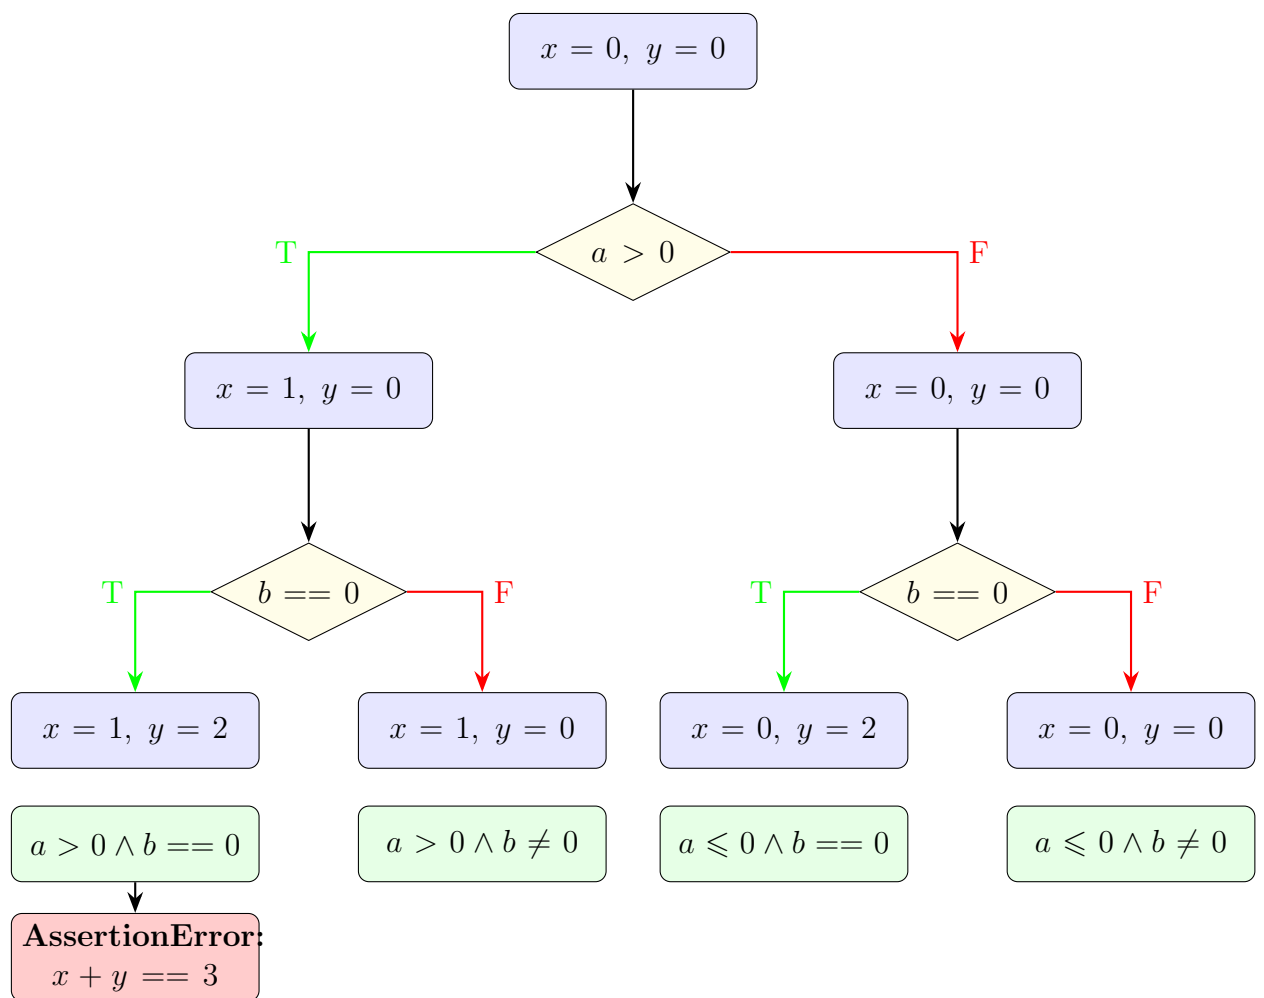 x = 0, y = 0
T
a > 0
F
x = 1, y = 0
x = 0, y = 0
T
b == 0
F
T
b == 0
F
x = 1, y = 2
x = 1, y = 0
x = 0, y = 2
x = 0, y = 0
a > 0 ∧ b == 0
a > 0 ∧ b ≠ 0
a ⩽ 0 ∧ b == 0
a ⩽ 0 ∧ b ≠ 0
AssertionError:
x + y == 3